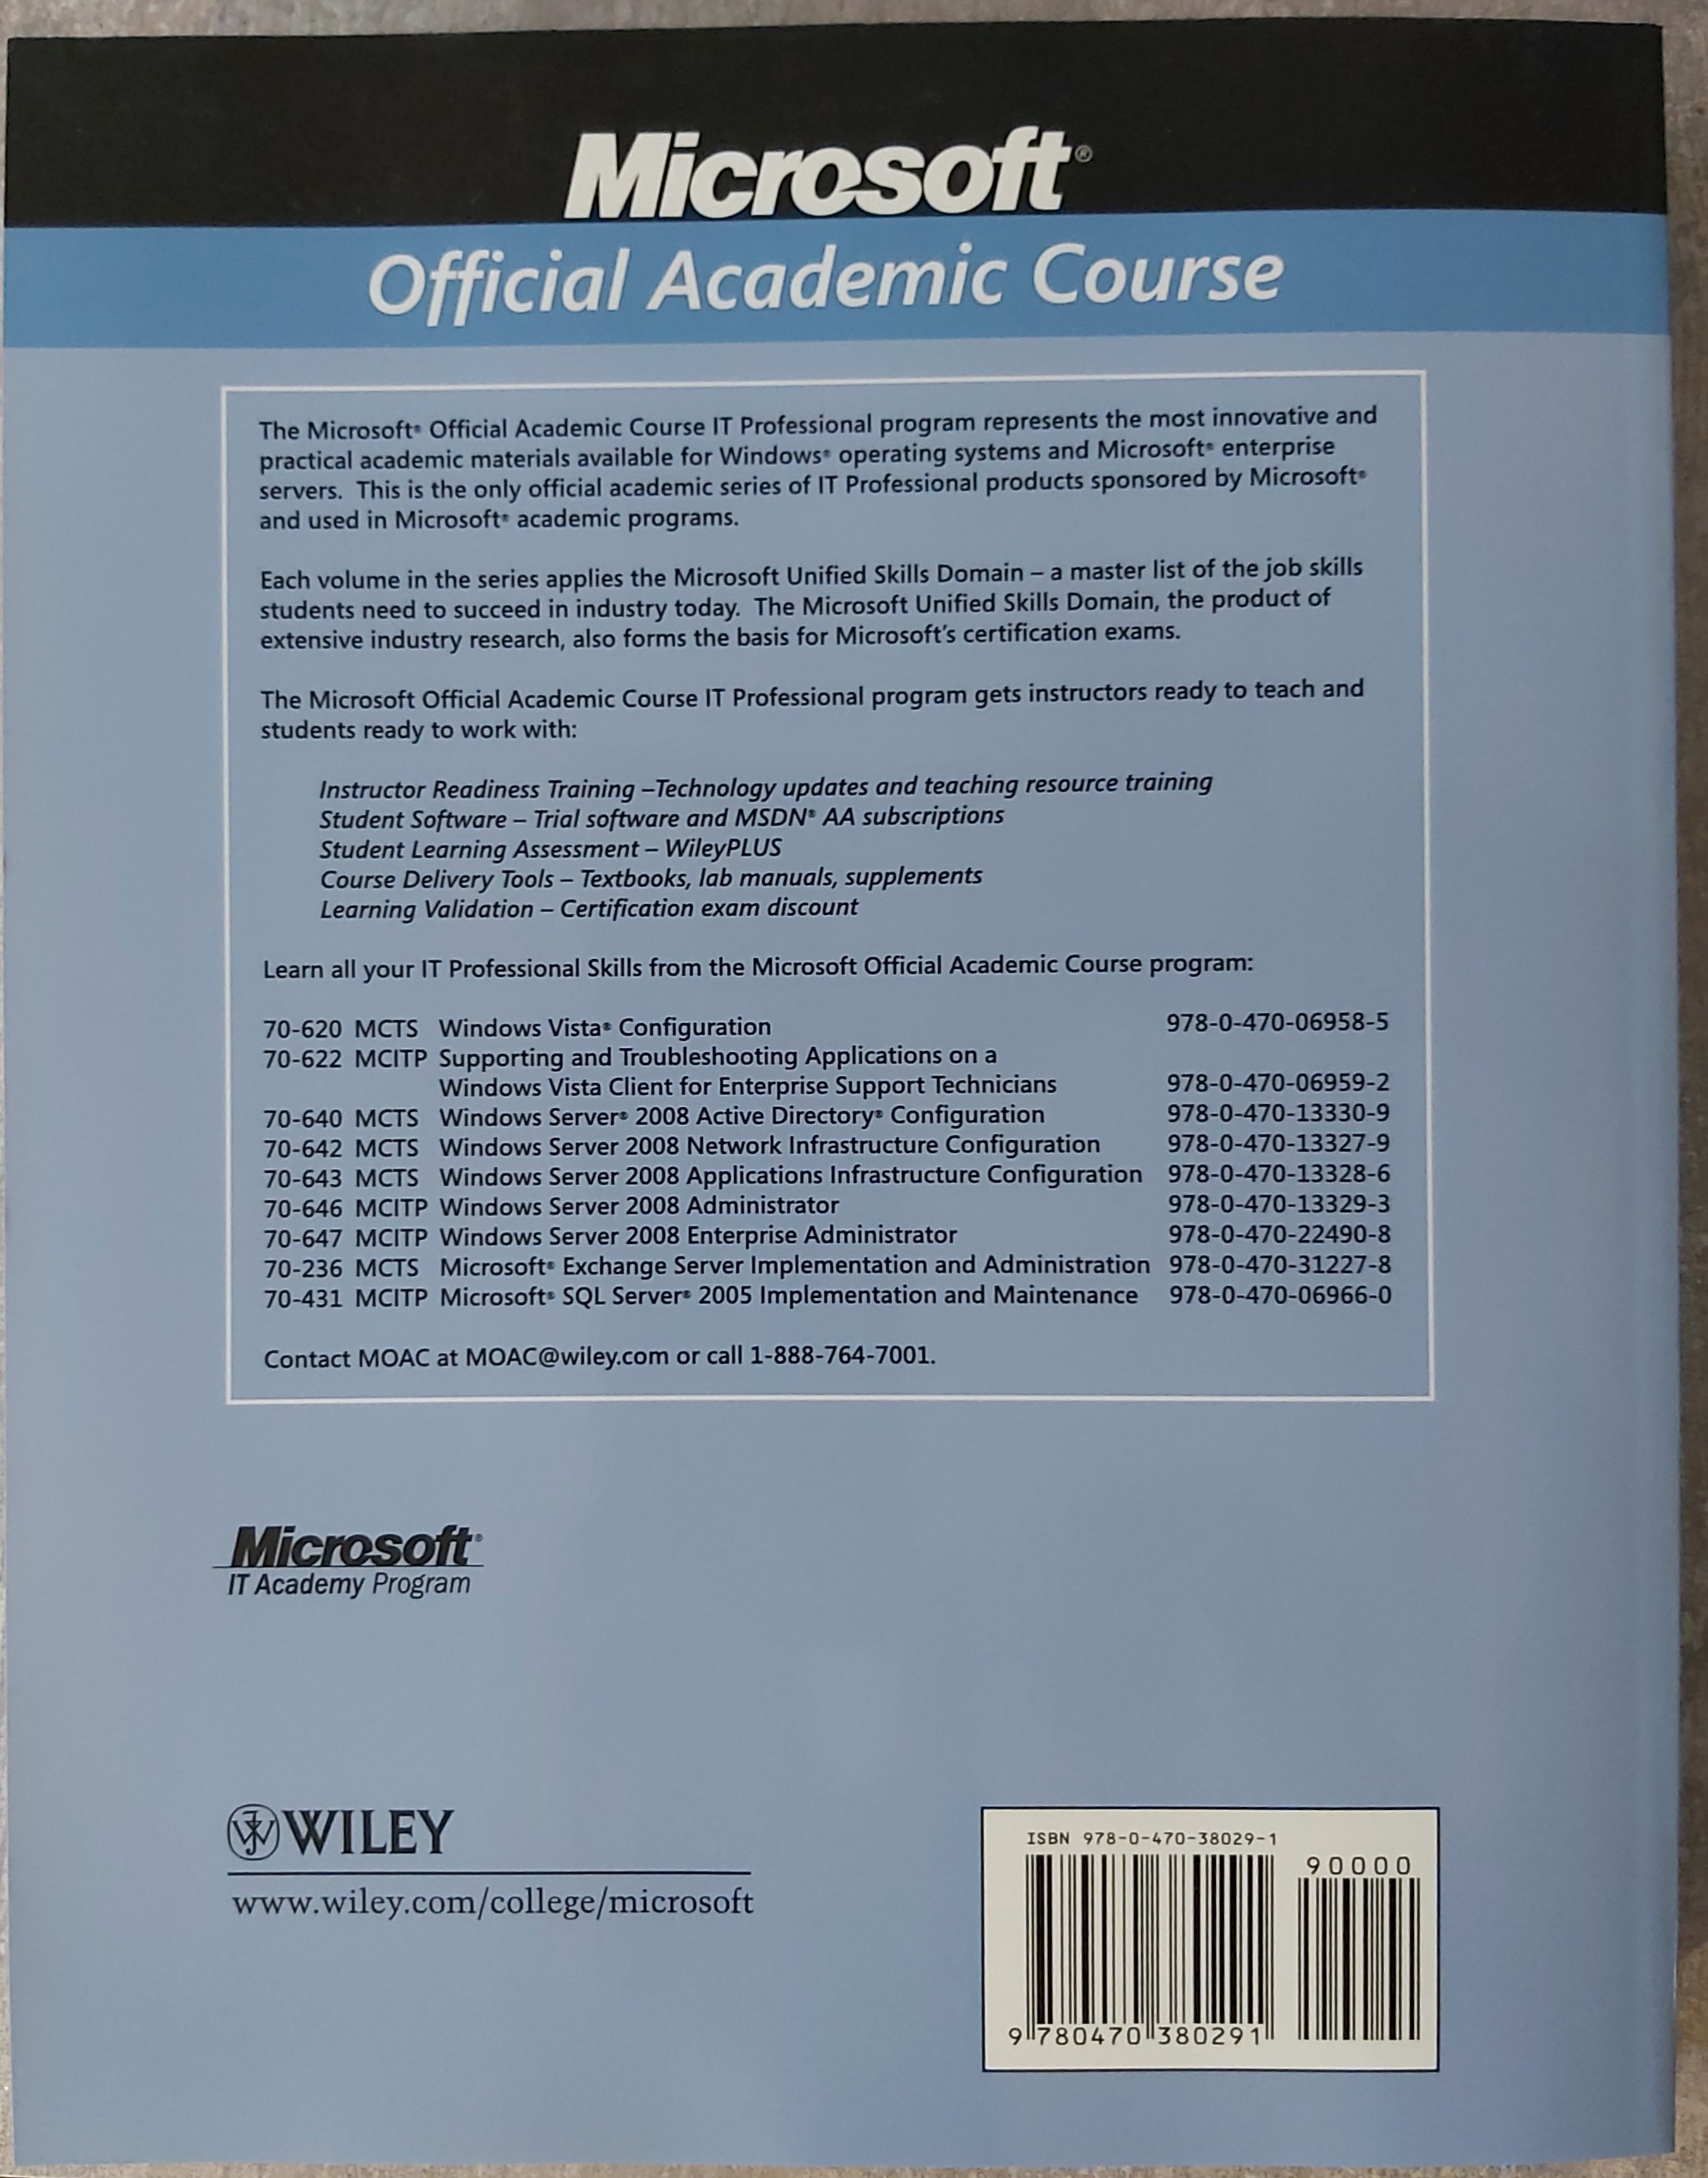 Microsoft®
Official Academic Course
The Microsoft® Official Academic Course IT Professional program represents the most innovative and
practical academic materials available for Windows® operating systems and Microsoft® enterprise
servers. This is the only official academic series of IT Professional products sponsored by Microsoft®
and used in Microsoft® academic programs.
Each volume in the series applies the Microsoft Unified Skills Domain – a master list of the job skills
students need to succeed in industry today. The Microsoft Unified Skills Domain, the product of
extensive industry research, also forms the basis for Microsoft's certification exams.
The Microsoft Official Academic Course IT Professional program gets instructors ready to teach and
students ready to work with:
Instructor Readiness Training –Technology updates and teaching resource training
Student Software – Trial software and MSDN® AA subscriptions
Student Learning Assessment – WileyPLUS
Course Delivery Tools – Textbooks, lab manuals, supplements
Learning Validation – Certification exam discount
Learn all your IT Professional Skills from the Microsoft Official Academic Course program:
70-620 MCTS Windows Vista® Configuration 978-0-470-06958-5
70-622 MCITP Supporting and Troubleshooting Applications on a
Windows Vista Client for Enterprise Support Technicians 978-0-470-06959-2
70-640 MCTS Windows Server® 2008 Active Directory® Configuration 978-0-470-13330-9
70-642 MCTS Windows Server 2008 Network Infrastructure Configuration 978-0-470-13327-9
70-643 MCTS Windows Server 2008 Applications Infrastructure Configuration 978-0-470-13328-6
70-646 MCITP Windows Server 2008 Administrator 978-0-470-13329-3
70-647 MCITP Windows Server 2008 Enterprise Administrator 978-0-470-22490-8
70-236 MCTS Microsoft® Exchange Server Implementation and Administration 978-0-470-31227-8
70-431 MCITP Microsoft® SQL Server® 2005 Implementation and Maintenance 978-0-470-06966-0
Contact MOAC at MOAC@wiley.com or call 1-888-764-7001.
Microsoft®
IT Academy Program
WILEY
www.wiley.com/college/microsoft
ISBN 978-0-470-38029-1
90000
9 780470 380291